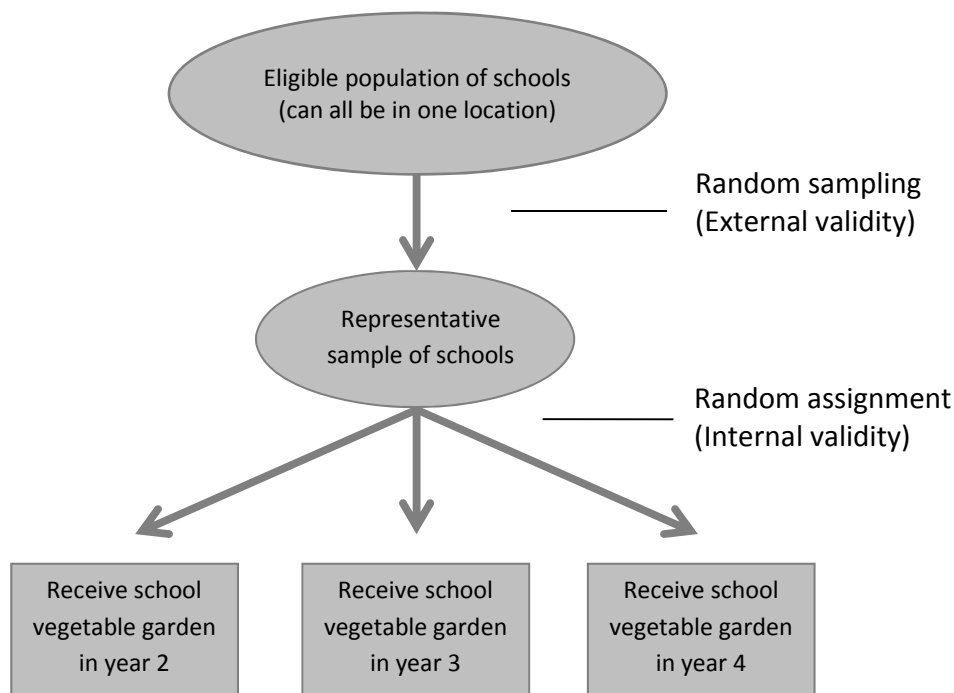 Eligible population of schools
(can all be in one location)
Random sampling
(External validity)
Representative
sample of schools
Random assignment
(Internal validity)
Receive school
vegetable garden
in year 2
Receive school
vegetable garden
in year 3
Receive school
vegetable garden
in year 4